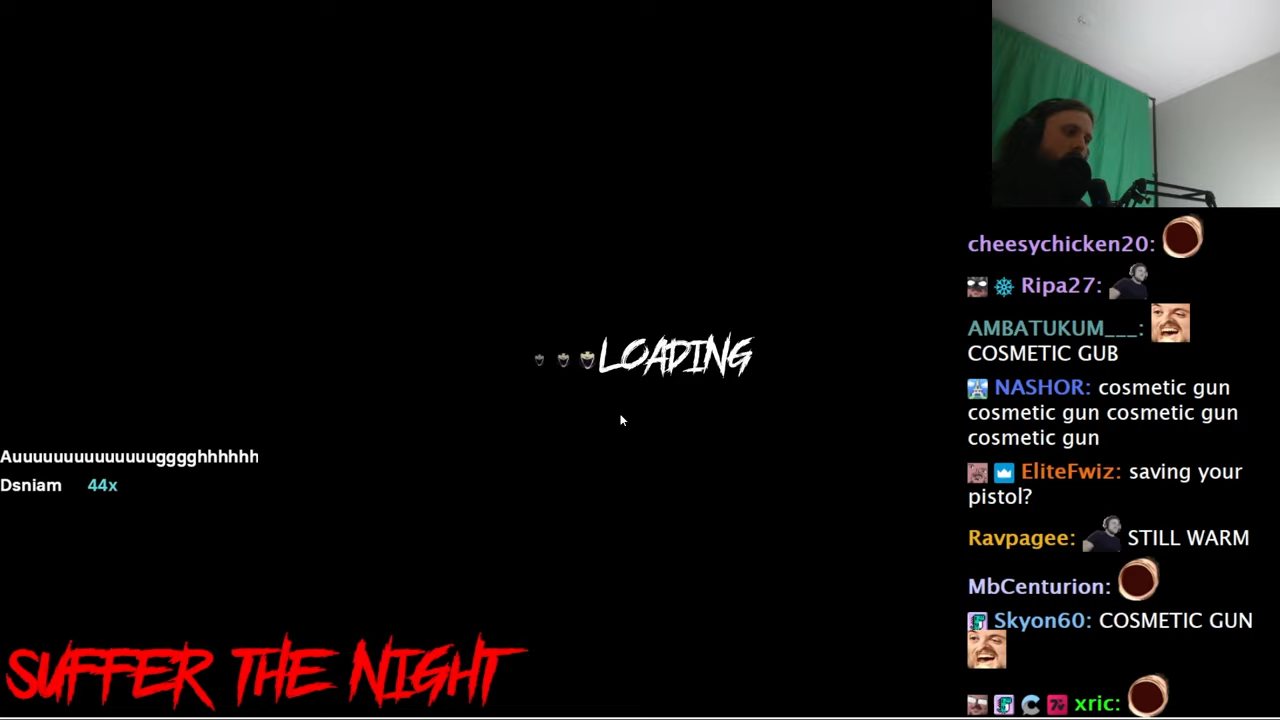 LOADING
Auuuuuuuuuuuuuuggggghhhhhh
Dsniam 44x
SUFFER THE NIGHT
cheesychicken20:
Ripa27:
AMBATUKUM___:
COSMETIC GUB
NASHOR: cosmetic gun
cosmetic gun cosmetic gun
cosmetic gun
EliteFwiz: saving your
pistol?
Ravpagee: STILL WARM
MbCenturion:
Skyon60: COSMETIC GUN
xric: